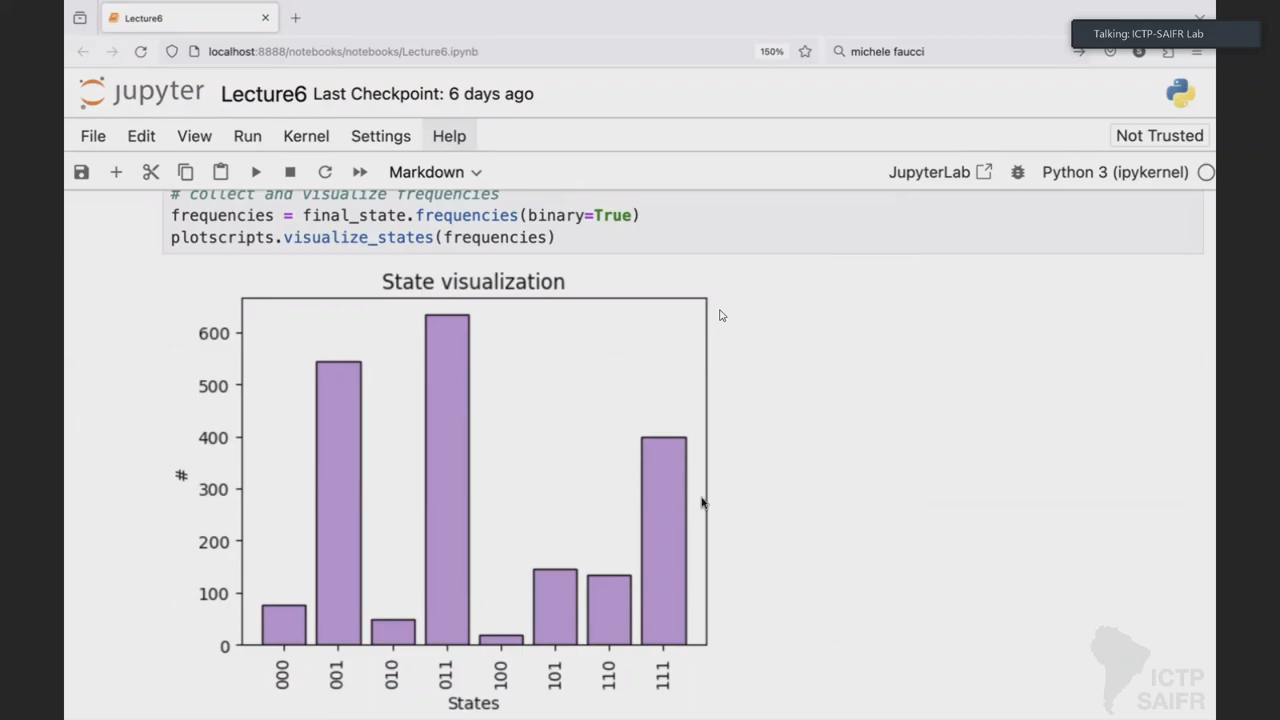 Lecture6
Talking: ICTP-SAIFR Lab
localhost:8888/notebooks/notebooks/Lecture6.ipynb
150%
michele faucci
jupyter
Lecture6 Last Checkpoint: 6 days ago
File Edit View Run Kernel Settings Help
Not Trusted
Markdown
JupyterLab
Python 3 (ipykernel)
# collect and visualize frequencies
frequencies = final_state.frequencies(binary=True)
plotscripts.visualize_states(frequencies)
State visualization
600
500
400
300
200
100
0
#
000 001 010 011 100 101 110 111
States
ICTP
SAIFR